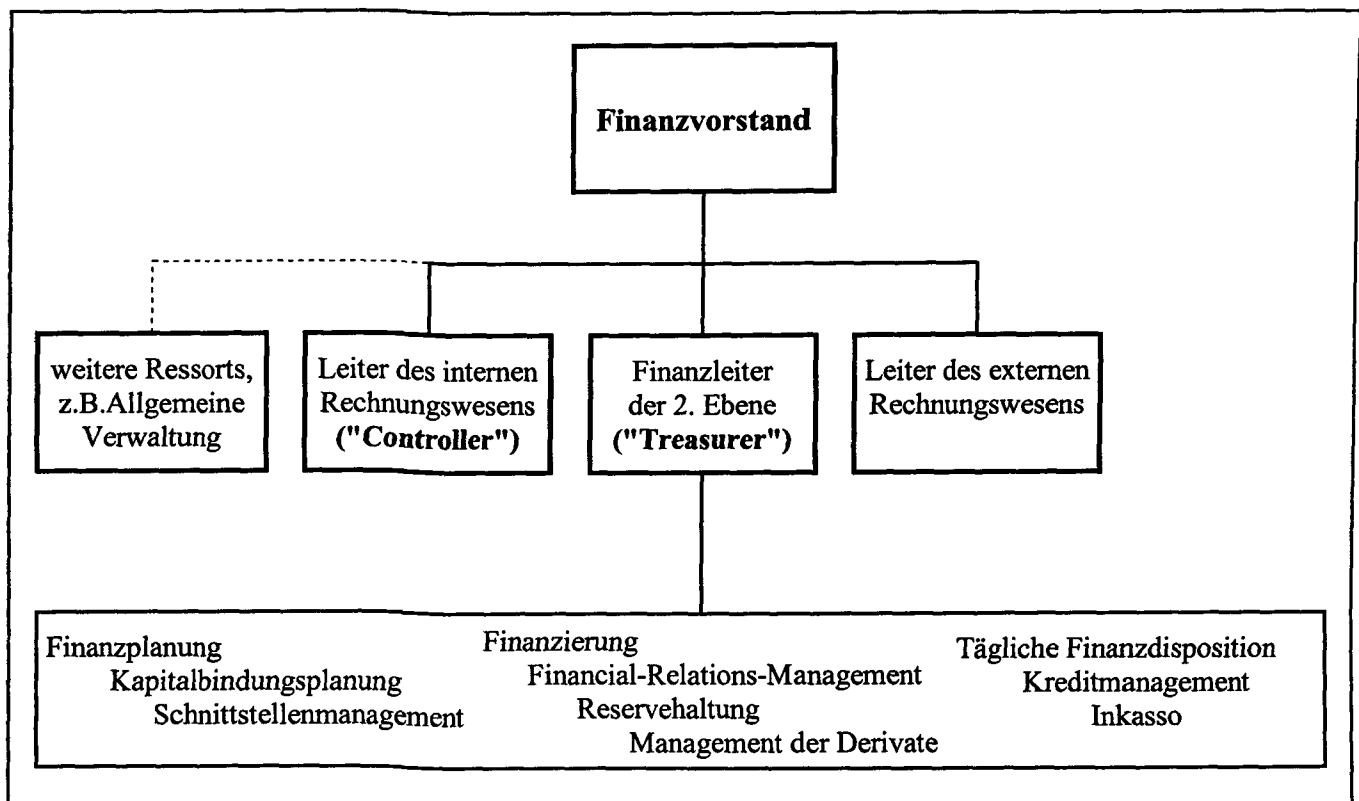 Finanzvorstand
weitere Ressorts,
z.B.Allgemeine
Verwaltung
Leiter des internen
Rechnungswesens
("Controller")
Finanzleiter
der 2. Ebene
("Treasurer")
Leiter des externen
Rechnungswesens
Finanzplanung
Kapitalbindungsplanung
Schnittstellenmanagement
Finanzierung
Financial-Relations-Management
Reservehaltung
Management der Derivate
Tägliche Finanzdisposition
Kreditmanagement
Inkasso